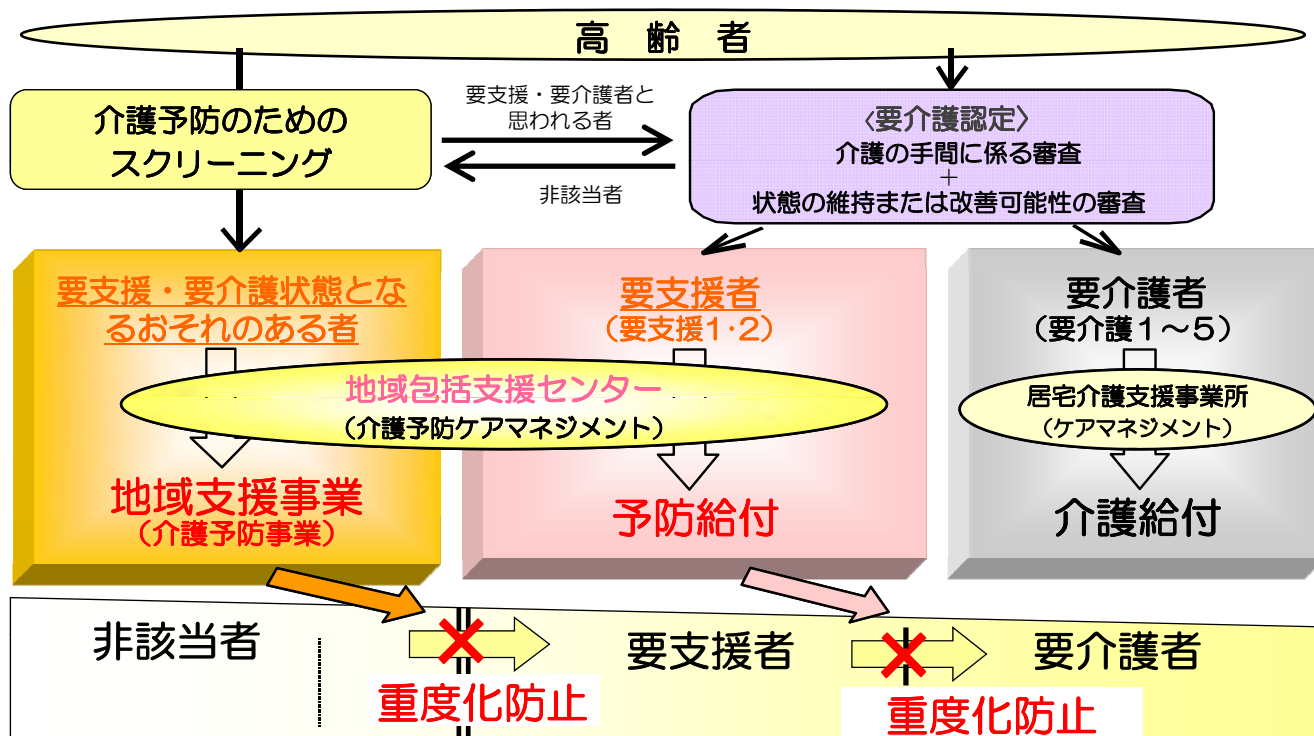 高 齢 者
介護予防のための
スクリーニング
要支援・要介護者と
思われる者
非該当者
〈要介護認定〉
介護の手間に係る審査
+
状態の維持または改善可能性の審査
要支援・要介護状態とな
るおそれのある者
要支援者
(要支援1・2)
要介護者
(要介護1～5)
地域包括支援センター
(介護予防ケアマネジメント)
居宅介護支援事業所
(ケアマネジメント)
地域支援事業
(介護予防事業)
予防給付
介護給付
非該当者
要支援者
要介護者
重度化防止
重度化防止